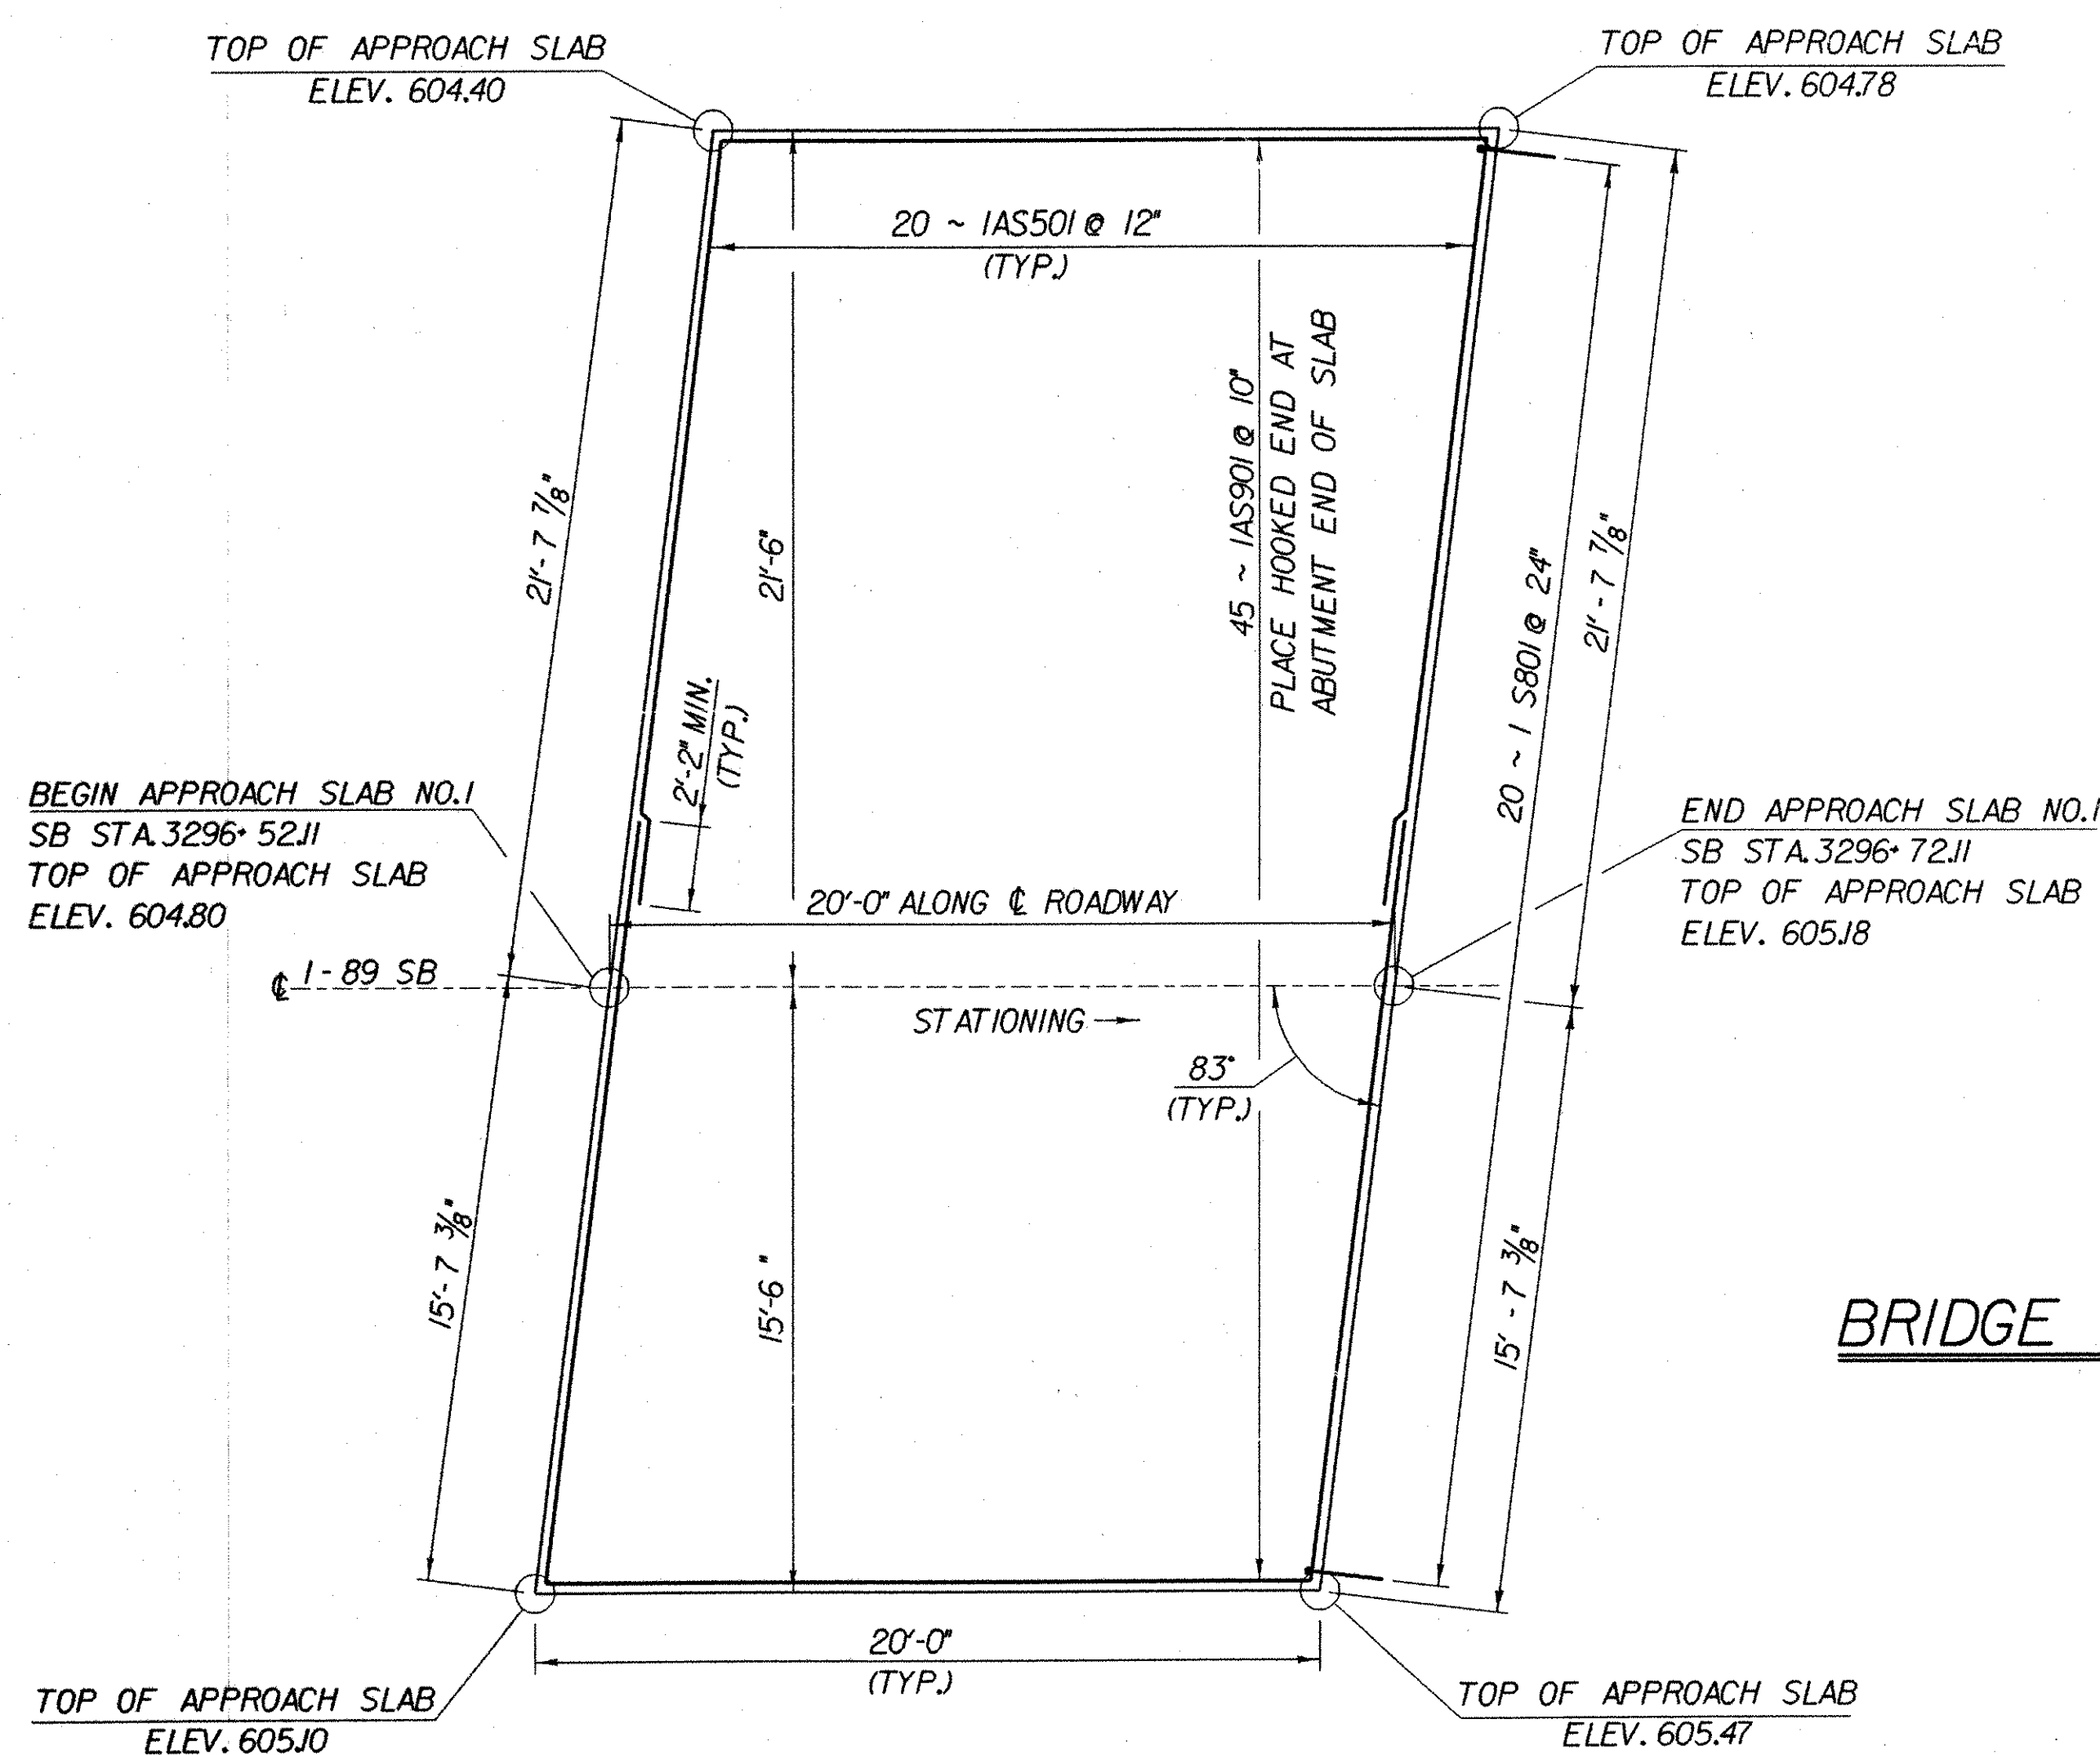 TOP OF APPROACH SLAB
ELEV. 604.40
TOP OF APPROACH SLAB
ELEV. 604.78
20 ~ 1AS501 @ 12"
(TYP.)
21'-7 7/8"
21'-6"
2'-2" MIN.
(TYP.)
45 ~ 1AS901 @ 10"
PLACE HOOKED END AT
ABUTMENT END OF SLAB
20 ~ 1 S801 @ 24"
21'-7 7/8"
BEGIN APPROACH SLAB NO.1
SB STA.3296+52.11
TOP OF APPROACH SLAB
ELEV. 604.80
END APPROACH SLAB NO.1
SB STA.3296+72.11
TOP OF APPROACH SLAB
ELEV. 605.18
20'-0" ALONG ℄ ROADWAY
℄ I-89 SB
STATIONING →
83°
(TYP.)
15'-7 3/8"
15'-6"
15'-7 3/8"
BRIDGE
20'-0"
(TYP.)
TOP OF APPROACH SLAB
ELEV. 605.10
TOP OF APPROACH SLAB
ELEV. 605.47